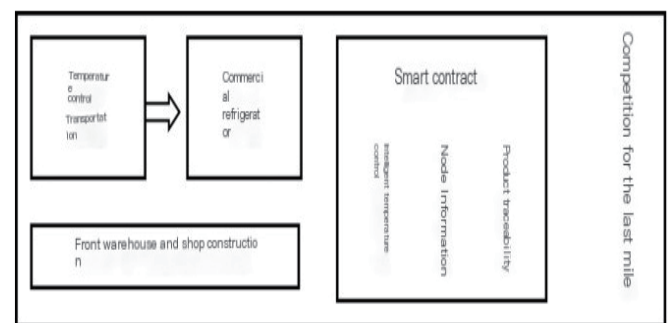 Temperatur
e
control
Transportat
ion
Commerci
al
refrigerat
or
Front warehouse and shop constructio
n
Smart contract
Intelligent temperature
control
Node Information
Product traceability
Competition for the last mile